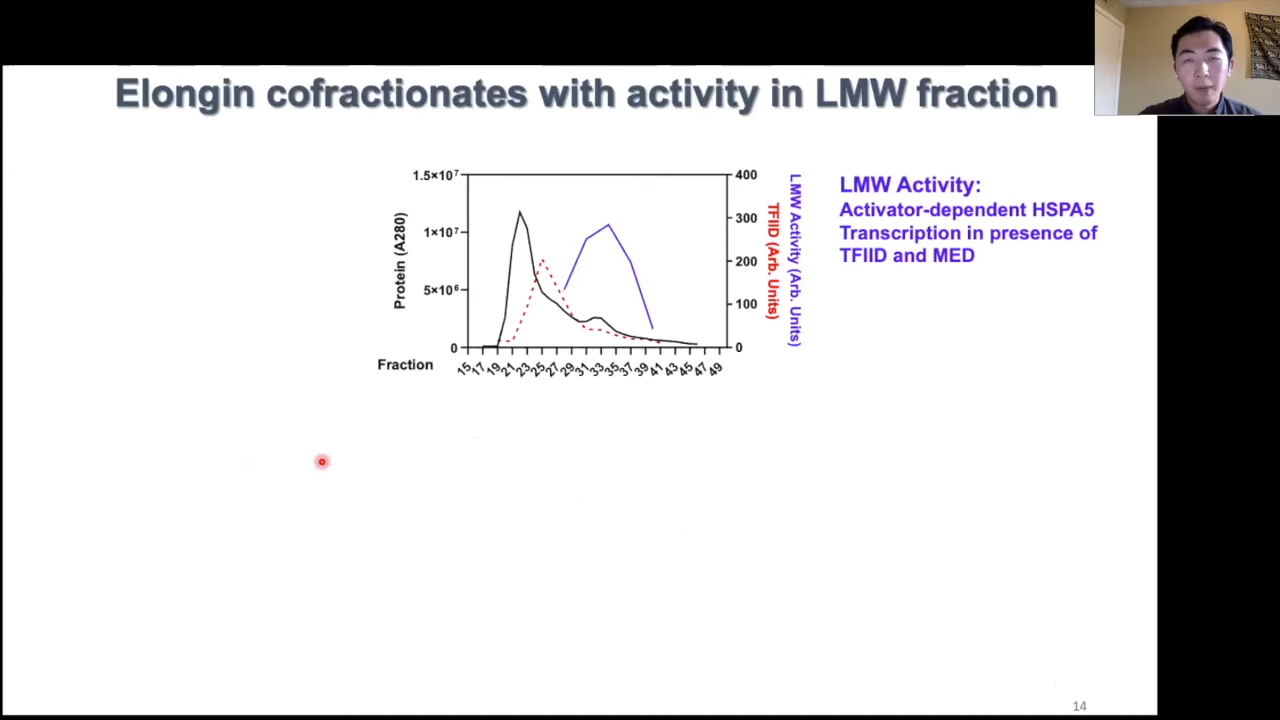 Elongin cofractionates with activity in LMW fraction
1.5×10⁷
1×10⁷
5×10⁶
0
Protein (A280)
400
300
200
100
0
TFIID (Arb. Units)
LMW Activity (Arb. Units)
Fraction
15 17 19 21 23 25 27 29 31 33 35 37 39 41 43 45 47 49
LMW Activity:
Activator-dependent HSPA5
Transcription in presence of
TFIID and MED
14